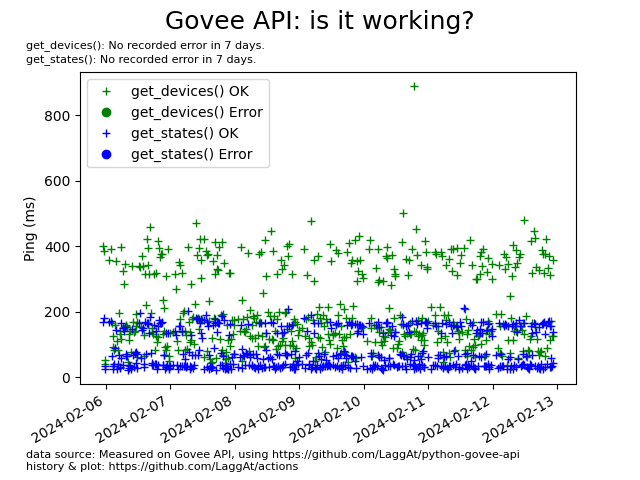 Govee API: is it working?
get_devices(): No recorded error in 7 days.
get_states(): No recorded error in 7 days.
get_devices() OK
get_devices() Error
get_states() OK
get_states() Error
Ping (ms)
800
600
400
200
0
2024-02-06
2024-02-07
2024-02-08
2024-02-09
2024-02-10
2024-02-11
2024-02-12
2024-02-13
data source: Measured on Govee API, using https://github.com/LaggAt/python-govee-api
history & plot: https://github.com/LaggAt/actions